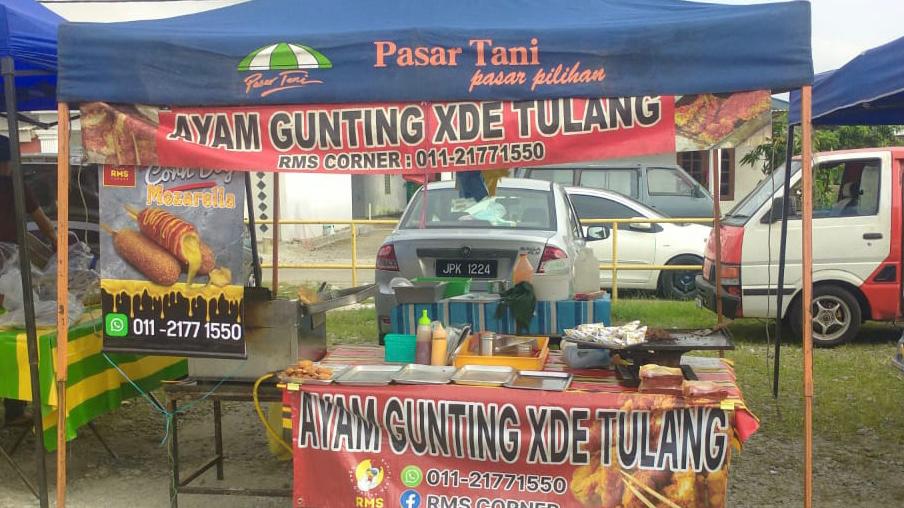 Pasar Tani
Pasar Tani
pasar pilihan
AYAM GUNTING XDE TULANG
RMS CORNER : 011-21771550
RMS
Corn Dog
Mozarella
011 -2177 1550
JPK 1224
AYAM GUNTING XDE TULANG
011-21771550
RMS CORNER
RMS